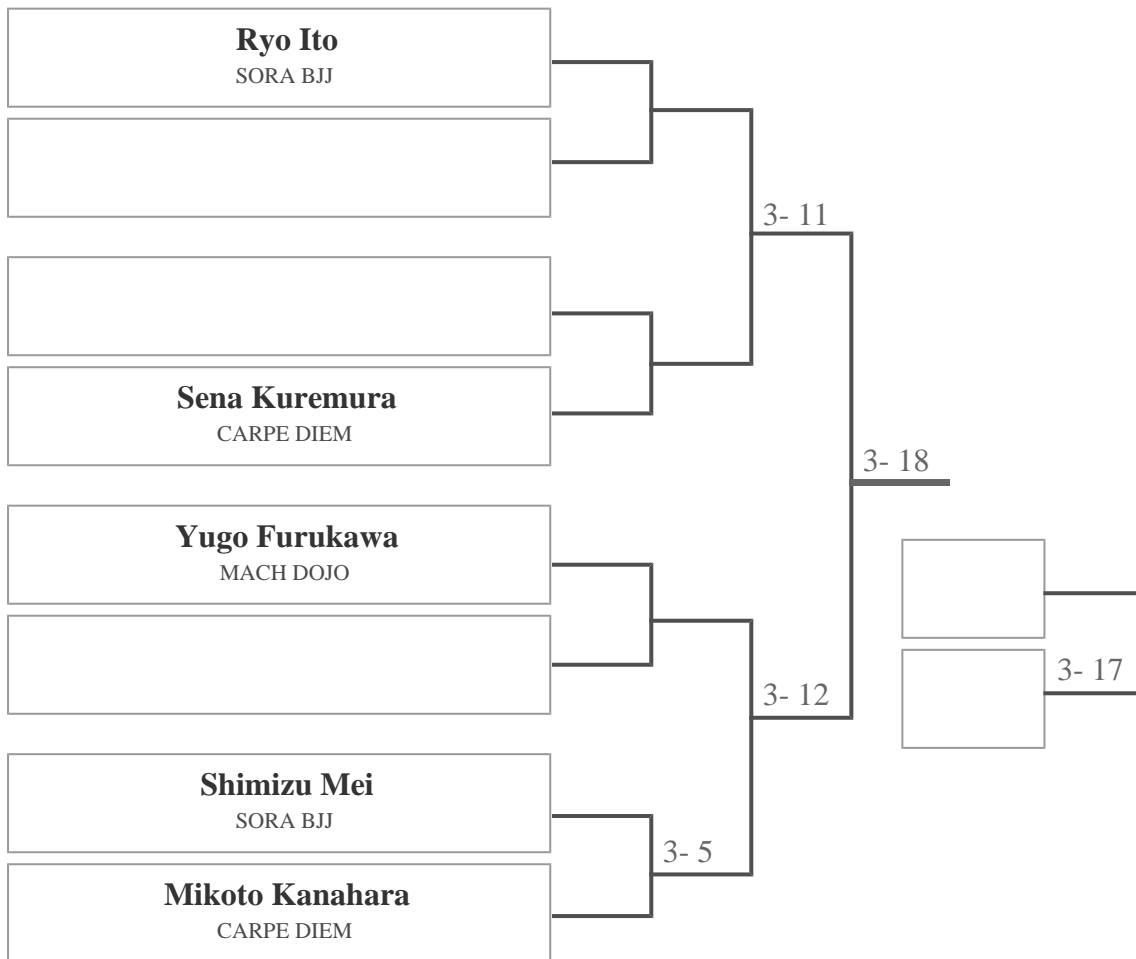 Ryo Ito
SORA BJJ
3- 11
Sena Kuremura
CARPE DIEM
3- 18
Yugo Furukawa
MACH DOJO
3- 17
3- 12
Shimizu Mei
SORA BJJ
3- 5
Mikoto Kanahara
CARPE DIEM